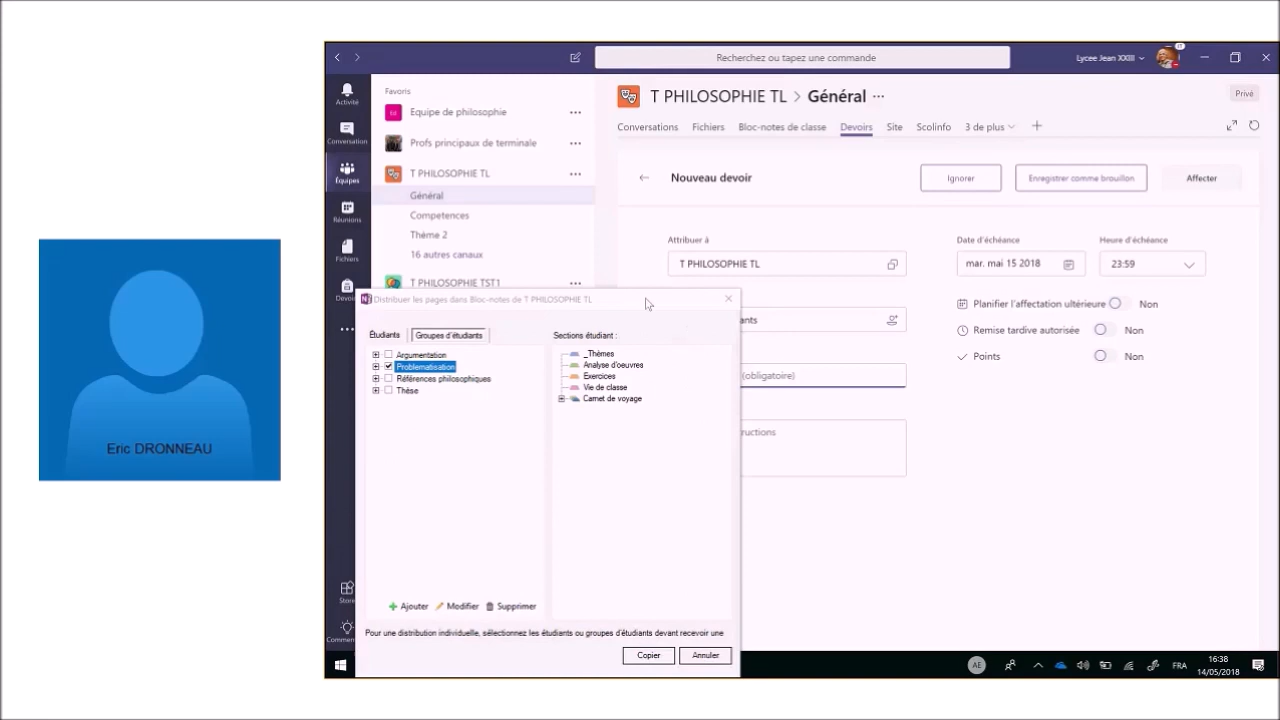 Recherchez ou tapez une commande
Lycee Jean XXIII
Activité
Conversation
Équipes
Réunions
Fichiers
Devoi
Store
Commen
Favoris
Equipe de philosophie
Profs principaux de terminale
T PHILOSOPHIE TL
Général
Competences
Thème 2
16 autres canaux
T PHILOSOPHIE TST1
T PHILOSOPHIE TL > Général ...
Privé
Conversations Fichiers Bloc-notes de classe Devoirs Site Scolinfo 3 de plus +
Nouveau devoir
Ignorer
Enregistrer comme brouillon
Affecter
Attribuer à
T PHILOSOPHIE TL
ants
(obligatoire)
ructions
Date d'échéance
Heure d'échéance
mar. mai 15 2018
23:59
Planifier l'affectation ultérieure Non
Remise tardive autorisée Non
Points Non
Distribuer les pages dans Bloc-notes de T PHILOSOPHIE TL
Étudiants Groupes d'étudiants
Argumentation
Problematisation
Références philosophiques
Thèse
Sections étudiant :
_Thèmes
Analyse d'oeuvres
Exercices
Vie de classe
Carnet de voyage
Ajouter Modifier Supprimer
Pour une distribution individuelle, sélectionnez les étudiants ou groupes d'étudiants devant recevoir une
Copier Annuler
Eric DRONNEAU
AE
FRA
16:38
14/05/2018